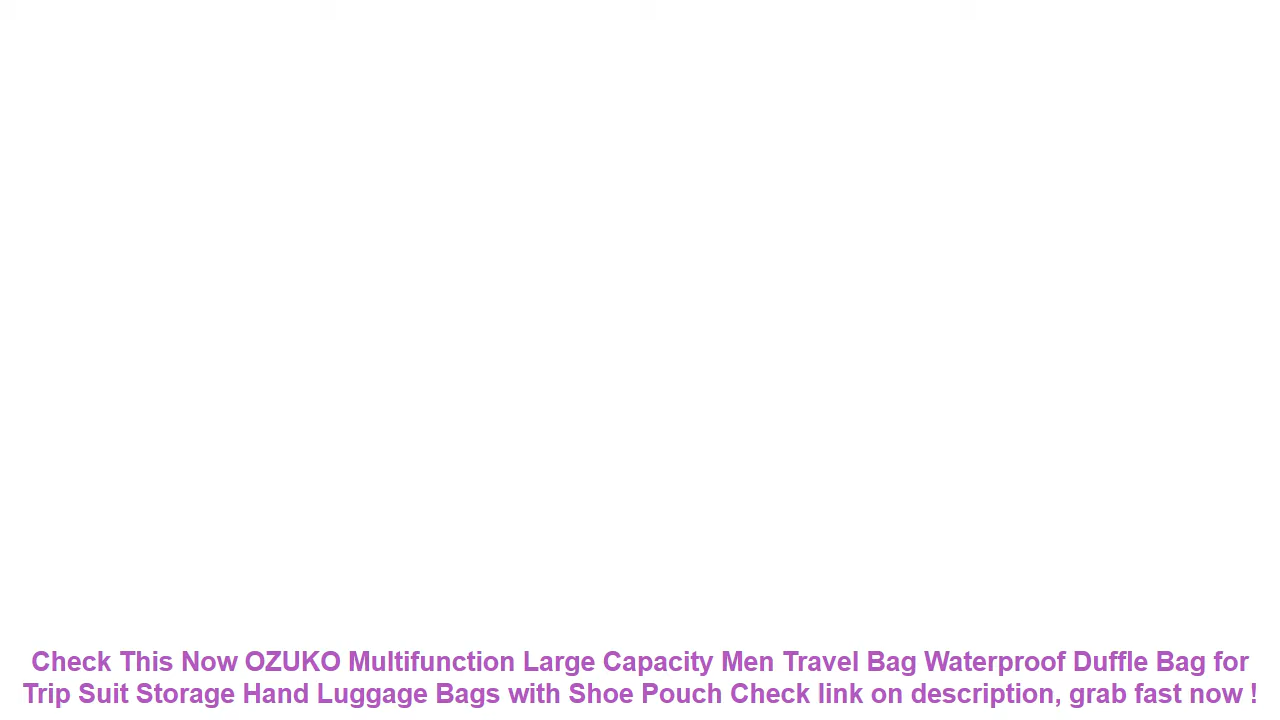 Check This Now OZUKO Multifunction Large Capacity Men Travel Bag Waterproof Duffle Bag for
Trip Suit Storage Hand Luggage Bags with Shoe Pouch Check link on description, grab fast now !